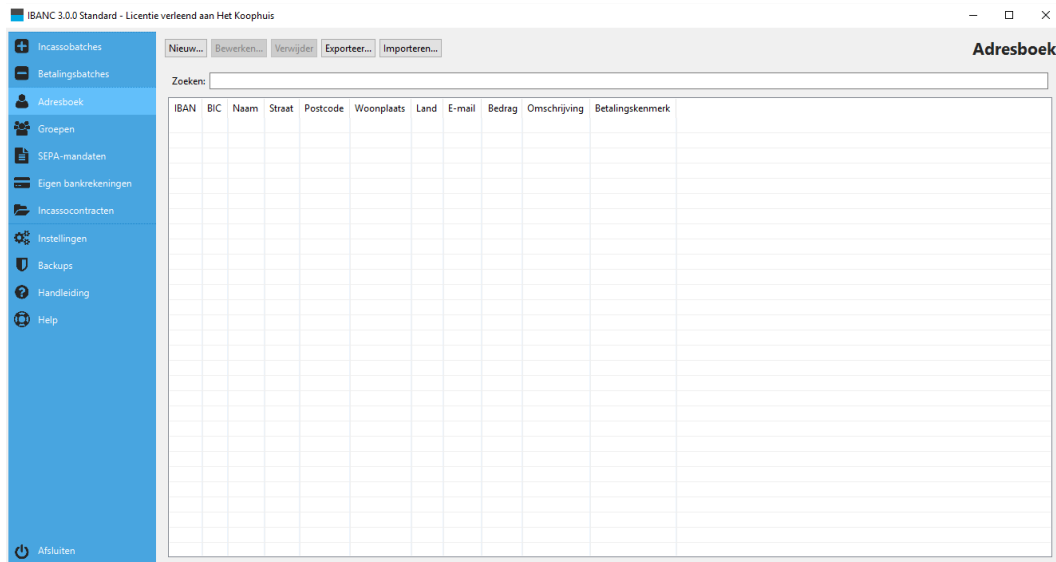 IBANC 3.0.0 Standard - Licentie verleend aan Het Koophuis
Incassobatches
Betalingsbatches
Adresboek
Groepen
SEPA-mandaten
Eigen bankrekeningen
Incassocontracten
Instellingen
Backups
Handleiding
Help
Afsluiten
Nieuw... Bewerken... Verwijder Exporteer... Importeren...
Adresboek
Zoeken:
IBAN BIC Naam Straat Postcode Woonplaats Land E-mail Bedrag Omschrijving Betalingskenmerk